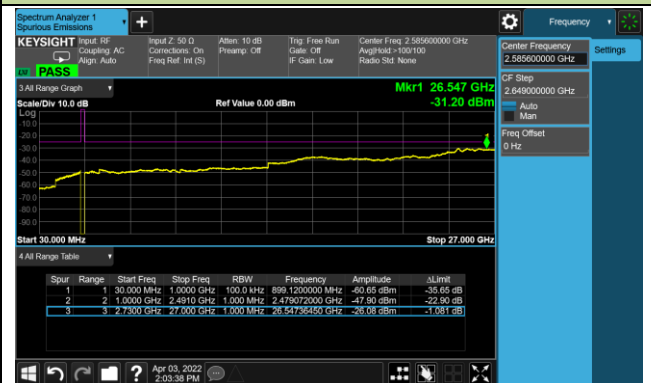 Spectrum Analyzer 1
Spurious Emissions
Frequency
KEYSIGHT
Input: RF
Coupling: AC
Align: Auto
Input Z: 50 Ω
Corrections: On
Freq Ref: Int (S)
Atten: 10 dB
Preamp: Off
Trig: Free Run
Gate: Off
IF Gain: Low
Center Freq: 2.585600000 GHz
Avg|Hold:>100/100
Radio Std: None
PASS
Center Frequency
2.585600000 GHz
Settings
CF Step
2.649000000 GHz
Auto
Man
Freq Offset
0 Hz
3 All Range Graph
Mkr1 26.547 GHz
-31.20 dBm
Scale/Div 10.0 dB
Ref Value 0.00 dBm
Log
-10.0
-20.0
-30.0
-40.0
-50.0
-60.0
-70.0
-80.0
-90.0
1
Start 30.000 MHz
Stop 27.000 GHz
4 All Range Table
Spur Range Start Freq Stop Freq RBW Frequency Amplitude ΔLimit
1 1 30.000 MHz 1.0000 GHz 100.0 kHz 899.1200000 MHz -60.65 dBm -35.65 dB
2 2 1.0000 GHz 2.4910 GHz 1.000 MHz 2.479072000 GHz -47.90 dBm -22.90 dB
3 3 2.7300 GHz 27.000 GHz 1.000 MHz 26.54736450 GHz -26.08 dBm -1.081 dB
Apr 03, 2022
2:03:38 PM